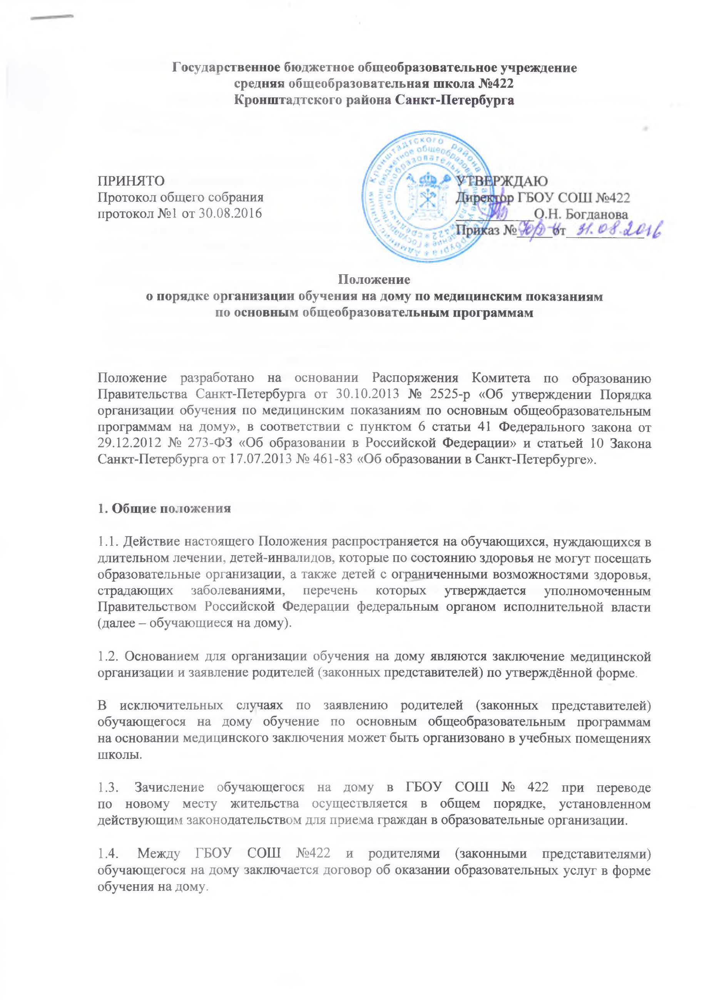 Государственное бюджетное общеобразовательное учреждение
средняя общеобразовательная школа №422
Кронштадтского района Санкт-Петербурга
ПРИНЯТО
Протокол общего собрания
протокол №1 от 30.08.2016
УТВЕРЖДАЮ
Директор ГБОУ СОШ №422
О.Н. Богданова
Приказ № от 31.08.2016
Положение
о порядке организации обучения на дому по медицинским показаниям
по основным общеобразовательным программам
Положение разработано на основании Распоряжения Комитета по образованию
Правительства Санкт-Петербурга от 30.10.2013 № 2525-р «Об утверждении Порядка
организации обучения по медицинским показаниям по основным общеобразовательным
программам на дому», в соответствии с пунктом 6 статьи 41 Федерального закона от
29.12.2012 № 273-ФЗ «Об образовании в Российской Федерации» и статьей 10 Закона
Санкт-Петербурга от 17.07.2013 № 461-83 «Об образовании в Санкт-Петербурге».
1. Общие положения
1.1. Действие настоящего Положения распространяется на обучающихся, нуждающихся в
длительном лечении, детей-инвалидов, которые по состоянию здоровья не могут посещать
образовательные организации, а также детей с ограниченными возможностями здоровья,
страдающих заболеваниями, перечень которых утверждается уполномоченным
Правительством Российской Федерации федеральным органом исполнительной власти
(далее – обучающиеся на дому).
1.2. Основанием для организации обучения на дому являются заключение медицинской
организации и заявление родителей (законных представителей) по утверждённой форме.
В исключительных случаях по заявлению родителей (законных представителей)
обучающегося на дому обучение по основным общеобразовательным программам
на основании медицинского заключения может быть организовано в учебных помещениях
школы.
1.3. Зачисление обучающегося на дому в ГБОУ СОШ № 422 при переводе
по новому месту жительства осуществляется в общем порядке, установленном
действующим законодательством для приема граждан в образовательные организации.
1.4. Между ГБОУ СОШ №422 и родителями (законными представителями)
обучающегося на дому заключается договор об оказании образовательных услуг в форме
обучения на дому.